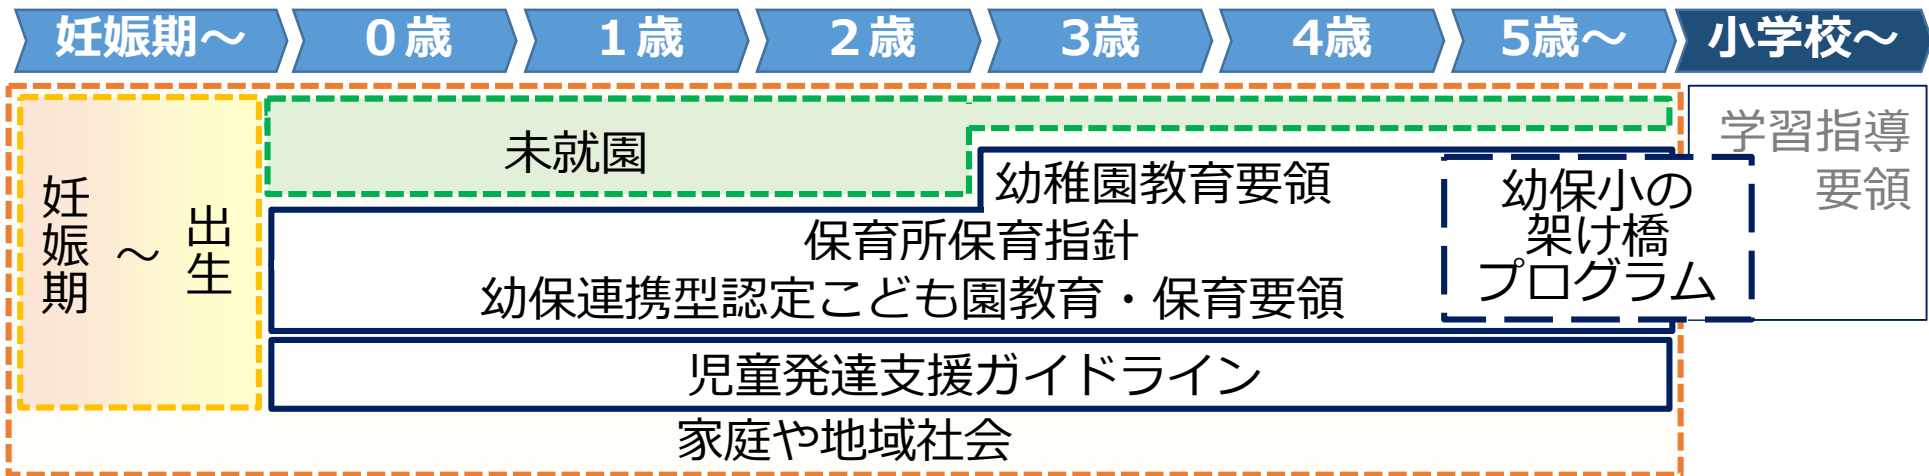 妊娠期～
０歳
１歳
２歳
3歳
4歳
5歳～
小学校～
妊娠期
～
出生
未就園
幼稚園教育要領
保育所保育指針
幼保連携型認定こども園教育・保育要領
幼保小の
架け橋
プログラム
学習指導
要領
児童発達支援ガイドライン
家庭や地域社会